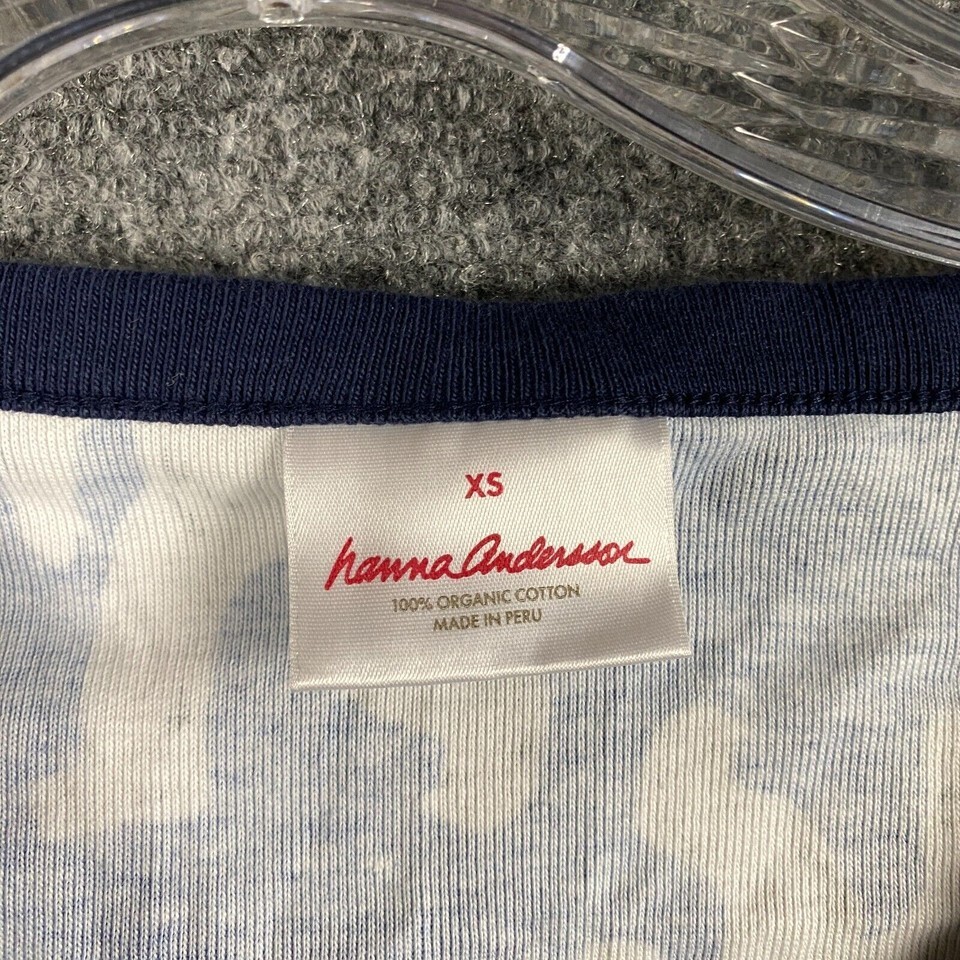 XS
hanna Andersson
100% ORGANIC COTTON
MADE IN PERU